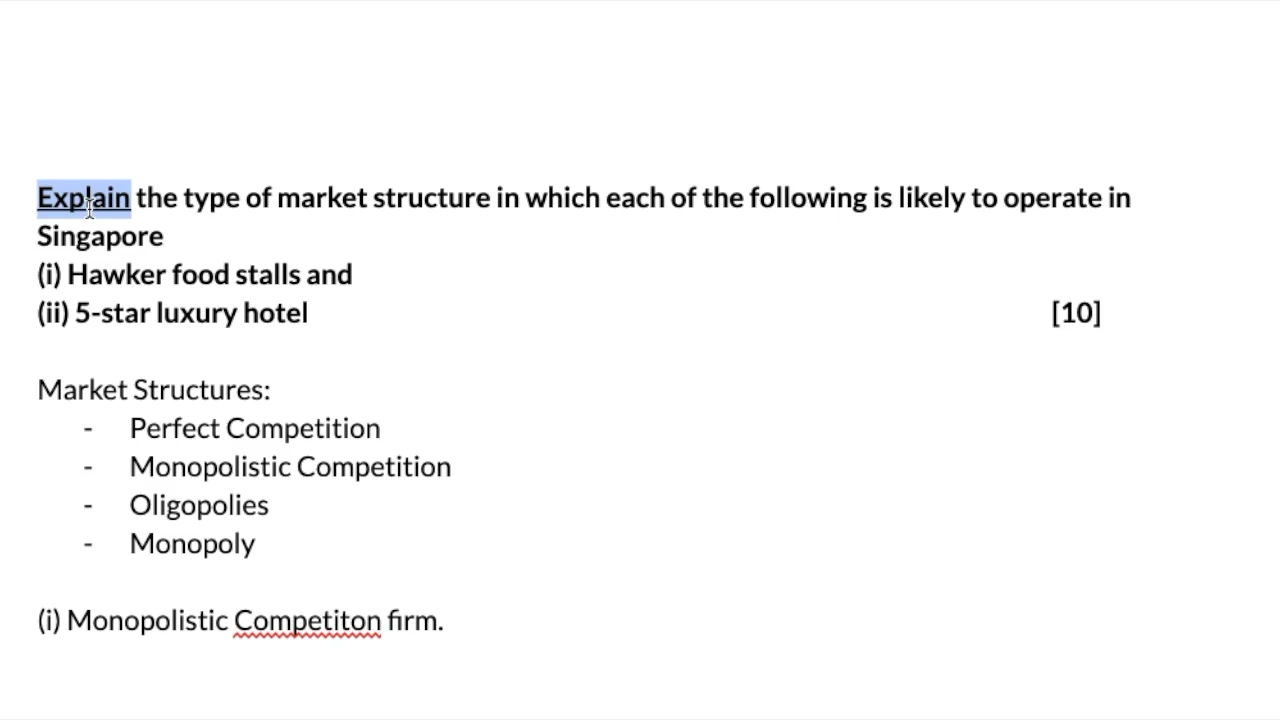 Explain the type of market structure in which each of the following is likely to operate in
Singapore
(i) Hawker food stalls and
(ii) 5-star luxury hotel [10]
Market Structures:
- Perfect Competition
- Monopolistic Competition
- Oligopolies
- Monopoly
(i) Monopolistic Competiton firm.